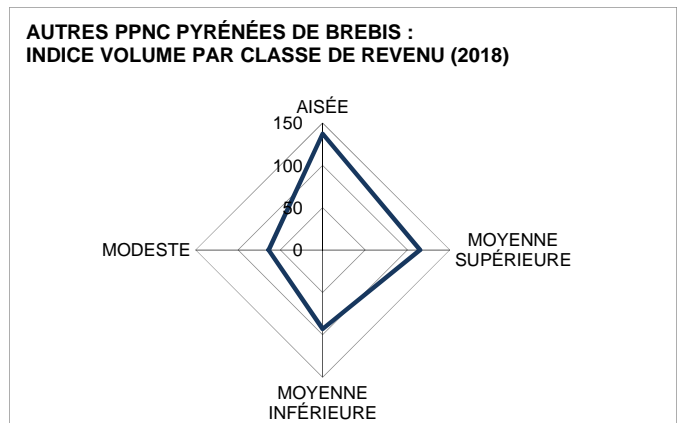 AUTRES PPNC PYRÉNÉES DE BREBIS :
INDICE VOLUME PAR CLASSE DE REVENU (2018)
AISÉE
150
100
50
0
MODESTE
MOYENNE
SUPÉRIEURE
MOYENNE
INFÉRIEURE